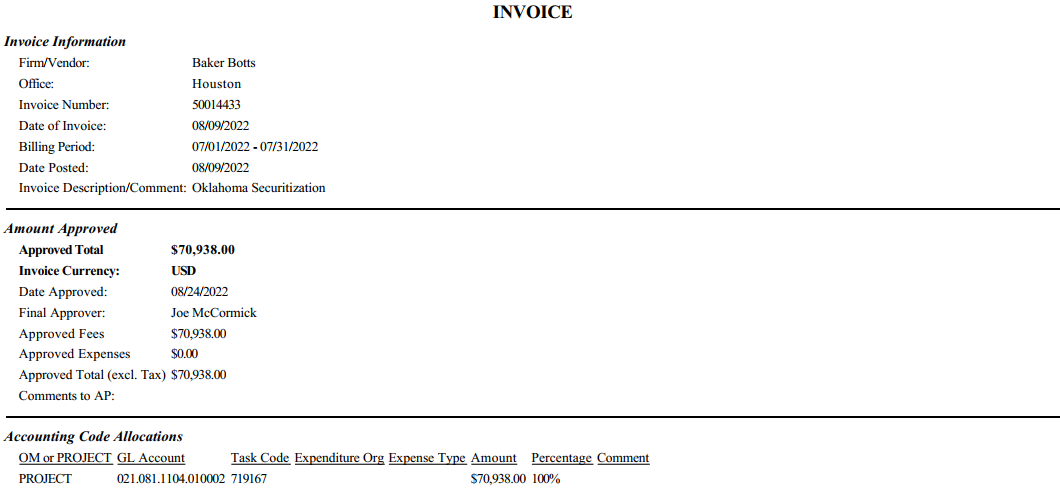 INVOICE
Invoice Information
Firm/Vendor: Baker Botts
Office: Houston
Invoice Number: 50014433
Date of Invoice: 08/09/2022
Billing Period: 07/01/2022 - 07/31/2022
Date Posted: 08/09/2022
Invoice Description/Comment: Oklahoma Securitization
Amount Approved
Approved Total $70,938.00
Invoice Currency: USD
Date Approved: 08/24/2022
Final Approver: Joe McCormick
Approved Fees $70,938.00
Approved Expenses $0.00
Approved Total (excl. Tax) $70,938.00
Comments to AP:
Accounting Code Allocations
OM or PROJECT GL Account Task Code Expenditure Org Expense Type Amount Percentage Comment
PROJECT 021.081.1104.010002 719167 $70,938.00 100%